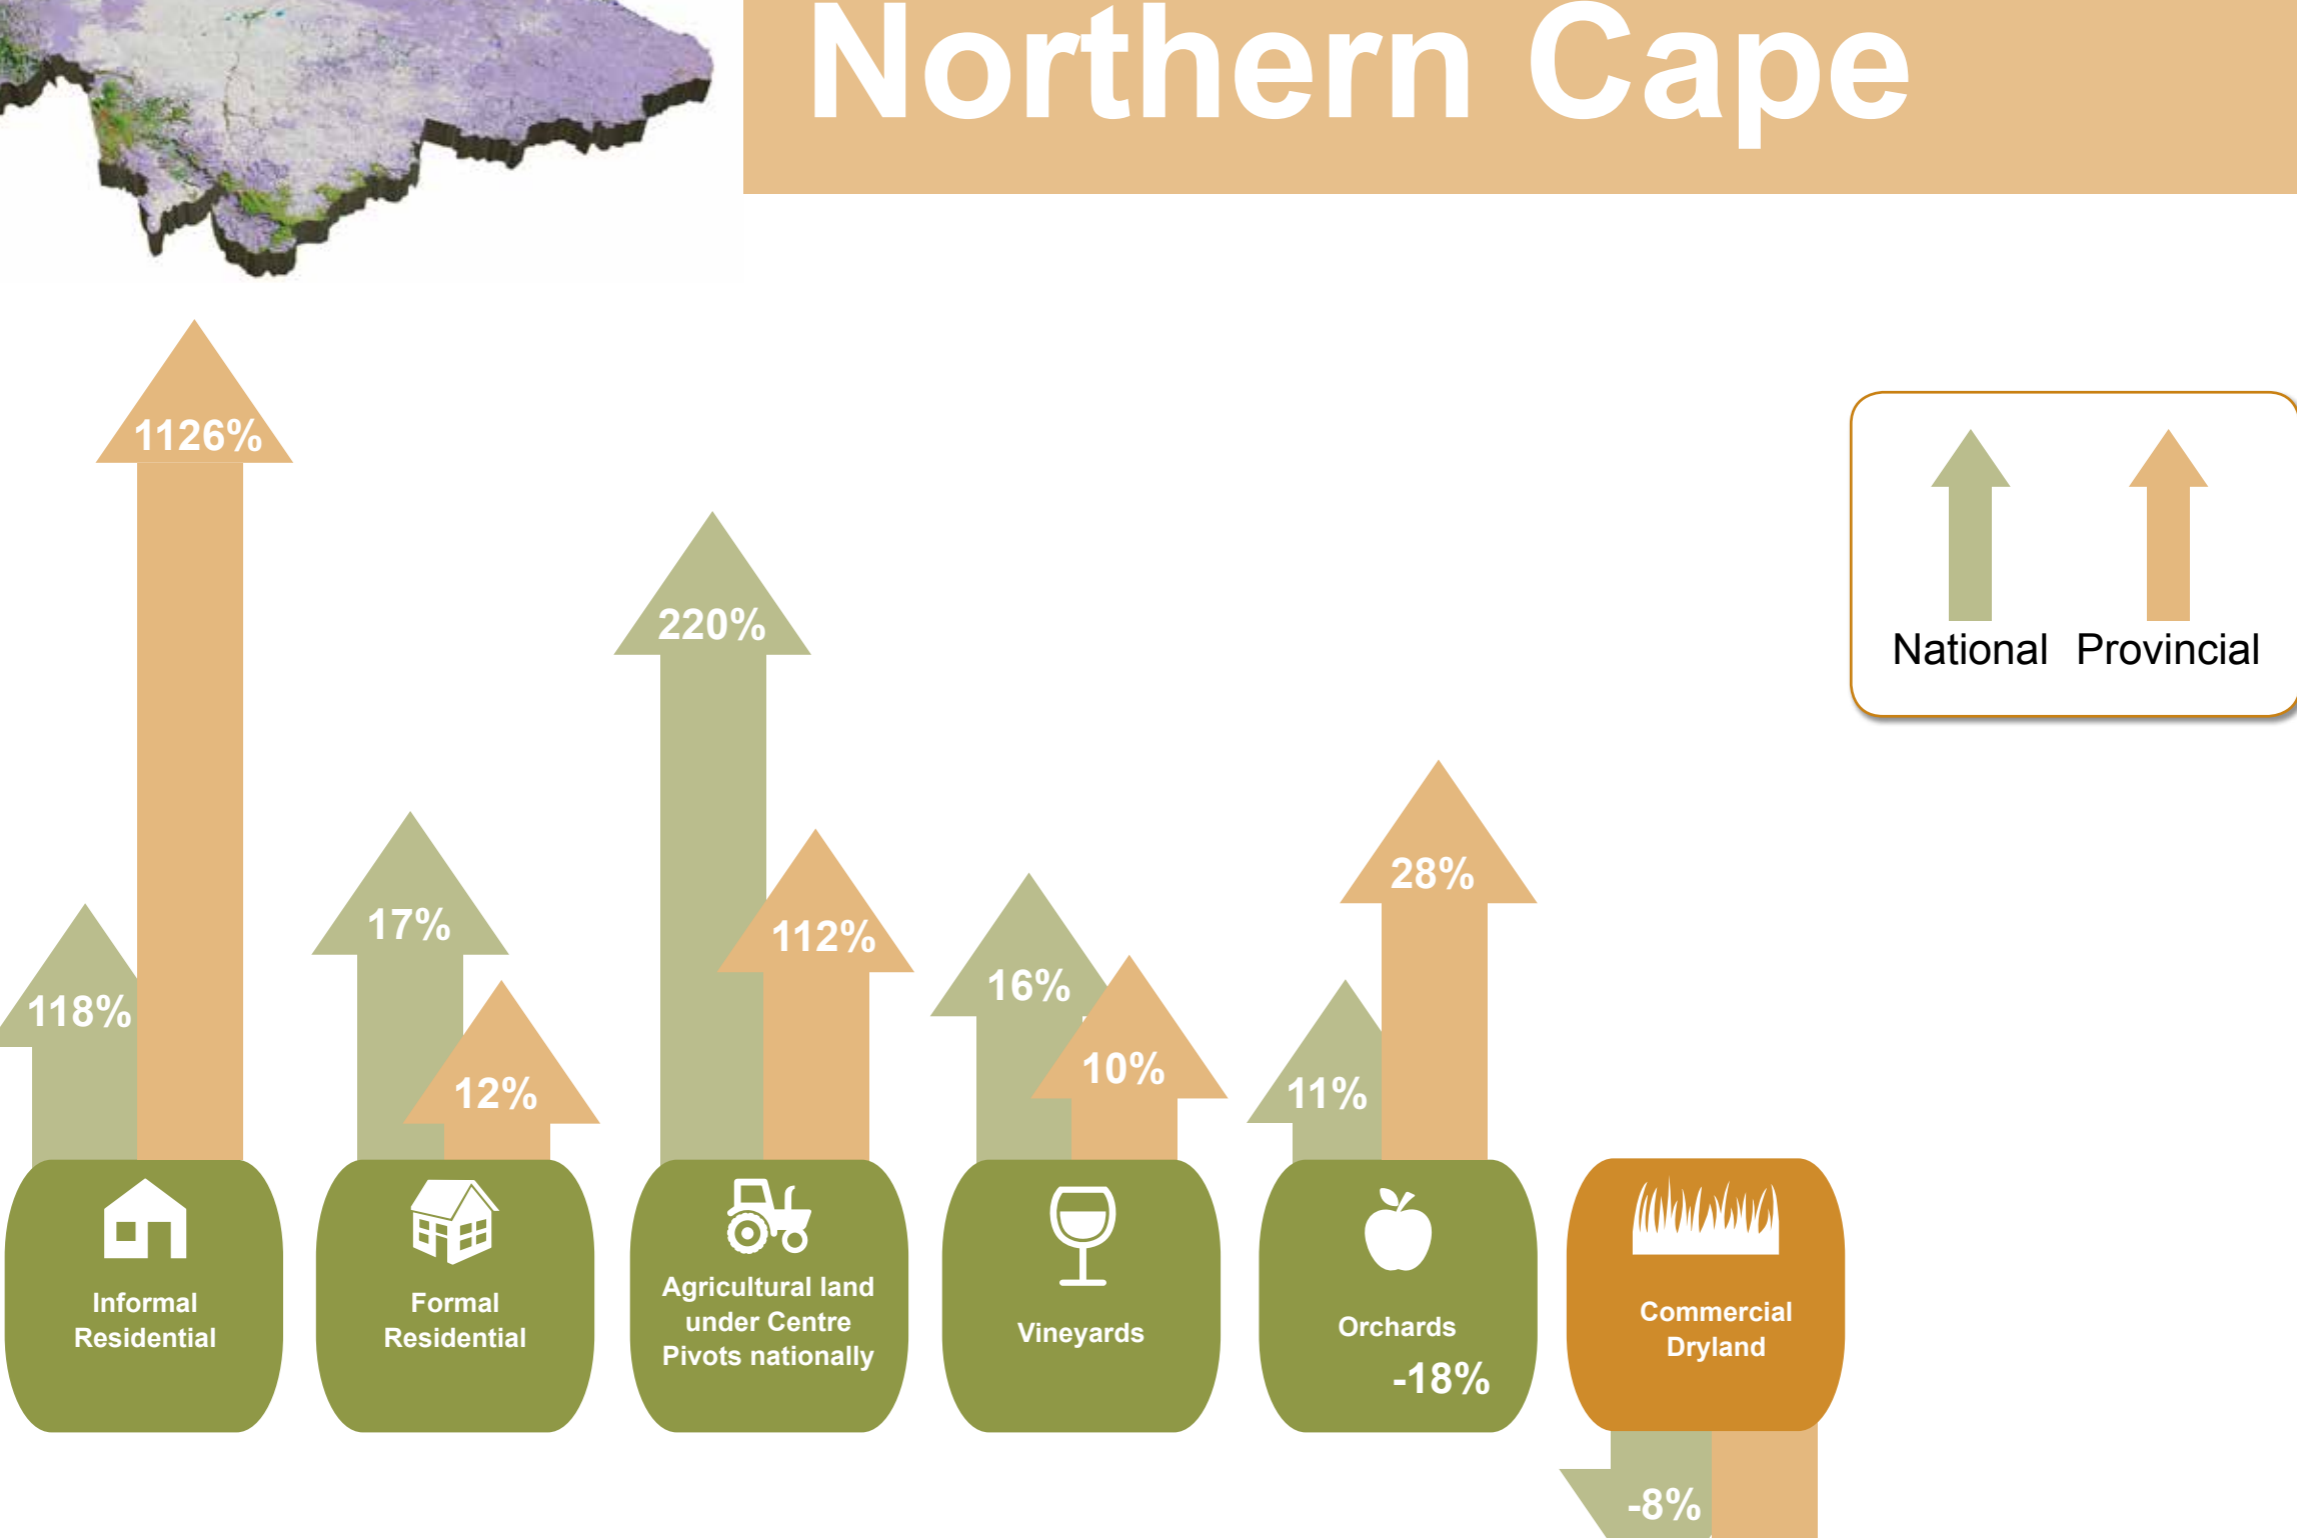 Northern Cape
1126%
118%
17%
12%
220%
112%
16%
10%
11%
28%
National Provincial
Informal
Residential
Formal
Residential
Agricultural land
under Centre
Pivots nationally
Vineyards
Orchards
-18%
Commercial
Dryland
-8%